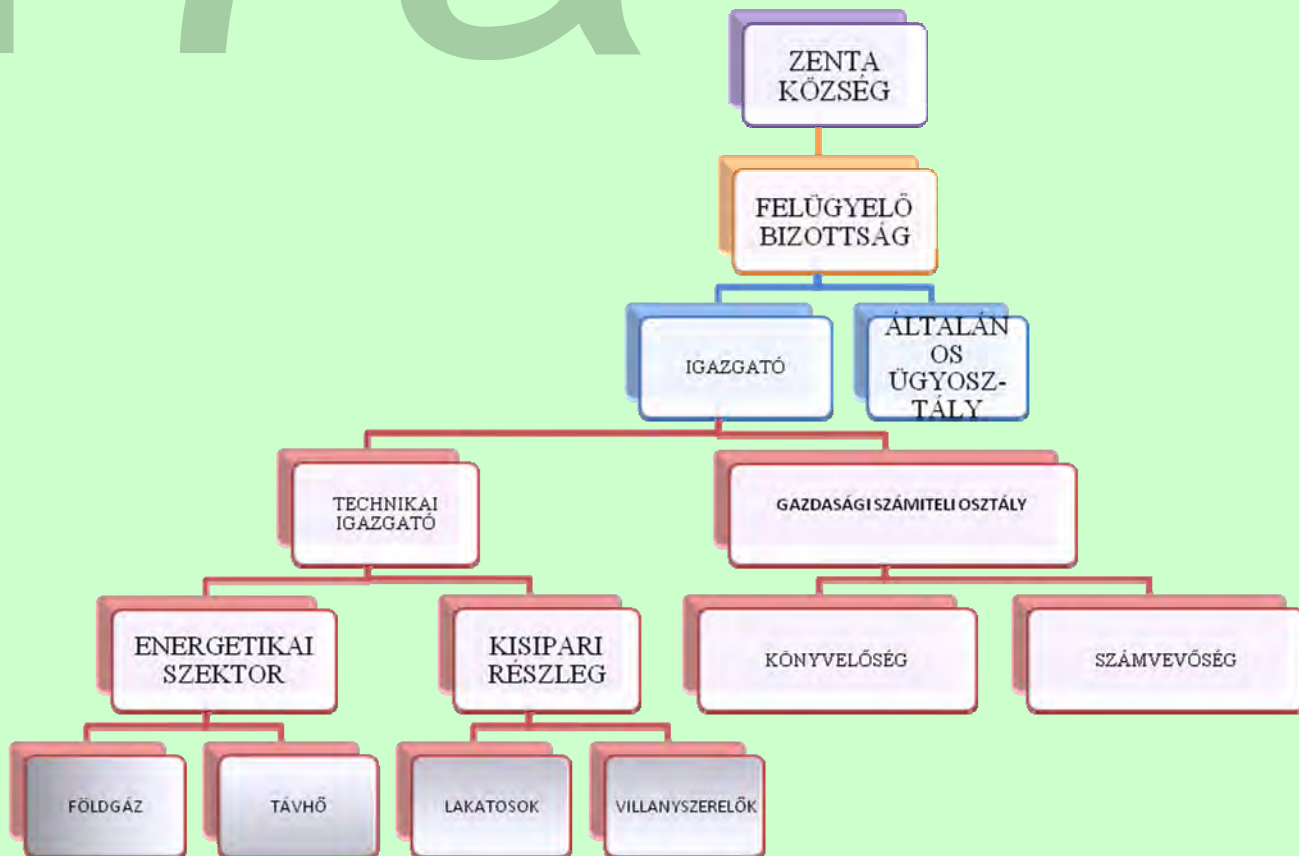 ZENTA
KÖZSÉG
FELÜGYELŐ
BIZOTTSÁG
IGAZGATÓ
ÁLTALÁN
OS
ÜGYOSZ-
TÁLY
TECHNIKAI
IGAZGATÓ
GAZDASÁGI SZÁMITELI OSZTÁLY
ENERGETIKAI
SZEKTOR
KISIPARI
RÉSZLEG
KÖNYVELŐSÉG
SZÁMVEVŐSÉG
FÖLDGÁZ
TÁVHŐ
LAKATOSOK
VILLANYSZERELŐK